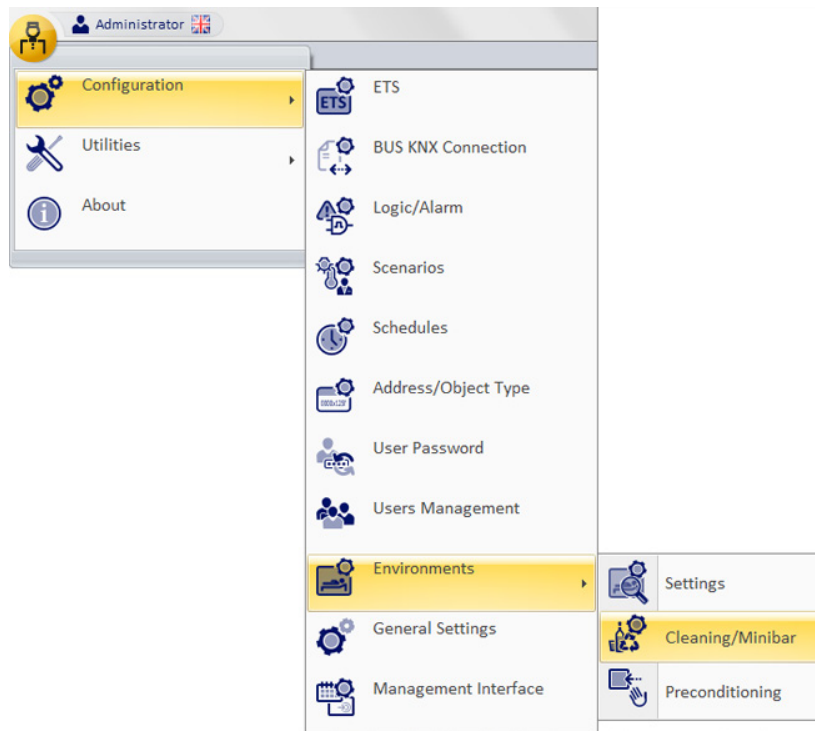 Administrator
Configuration
Utilities
About
ETS
ETS
BUS KNX Connection
Logic/Alarm
Scenarios
Schedules
Address/Object Type
User Password
Users Management
Environments
General Settings
Management Interface
Settings
Cleaning/Minibar
Preconditioning